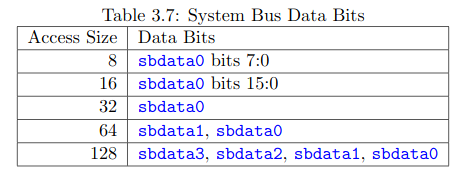 Table 3.7: System Bus Data Bits
Access Size Data Bits
8 sbdata0 bits 7:0
16 sbdata0 bits 15:0
32 sbdata0
64 sbdata1, sbdata0
128 sbdata3, sbdata2, sbdata1, sbdata0